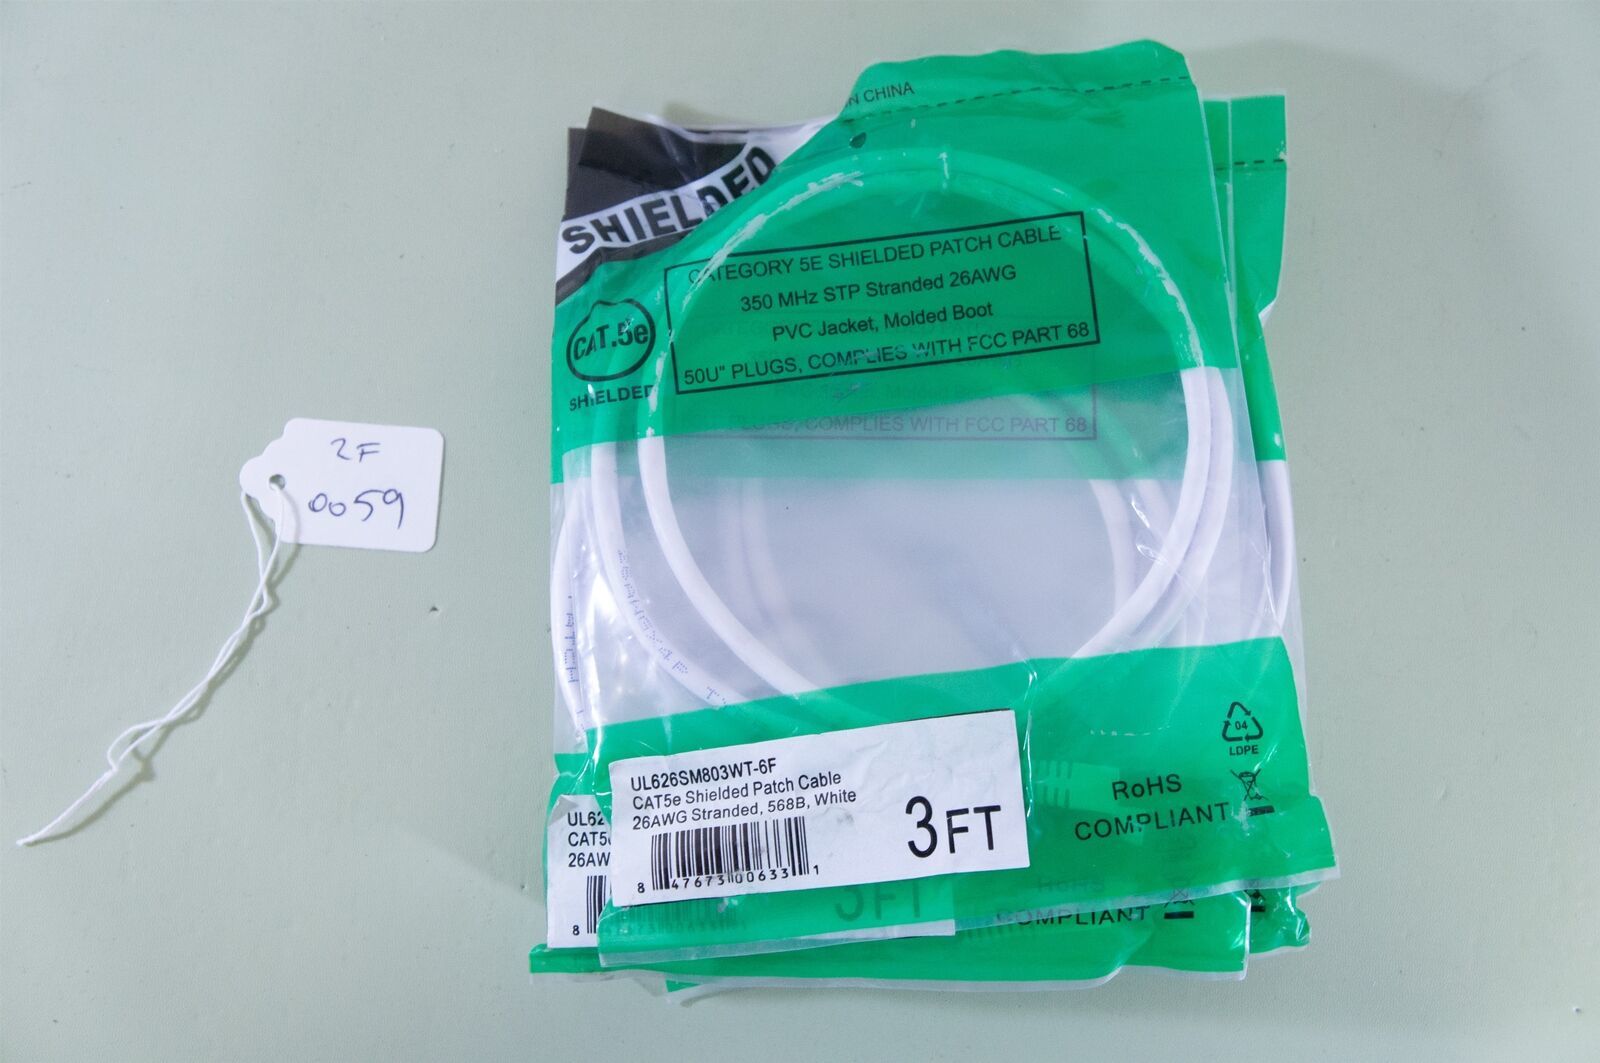 2F
0059
IN CHINA
SHIELDED
CATEGORY 5E SHIELDED PATCH CABLE
350 MHz STP Stranded 26AWG
PVC Jacket, Molded Boot
50U" PLUGS, COMPLIES WITH FCC PART 68
CAT.5e
SHIELDED
PLUGS, COMPLIES WITH FCC PART 68
04
LDPE
RoHS
COMPLIANT
UL626SM803WT-6F
CAT5e Shielded Patch Cable
26AWG Stranded, 568B, White
3FT
8 47673 00633 1
UL62
CAT5
26AW
8
3FT
RoHS
COMPLIANT